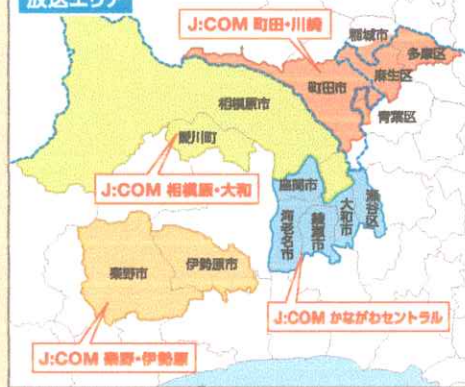 放送エリア
J:COM 町田・川崎
稲城市
多摩区
麻生区
町田市
青葉区
相模原市
愛川町
J:COM 相模原・大和
座間市
海老名市
綾瀬市
大和市
瀬谷区
伊勢原市
秦野市
J:COM かながわセントラル
J:COM 秦野・伊勢原